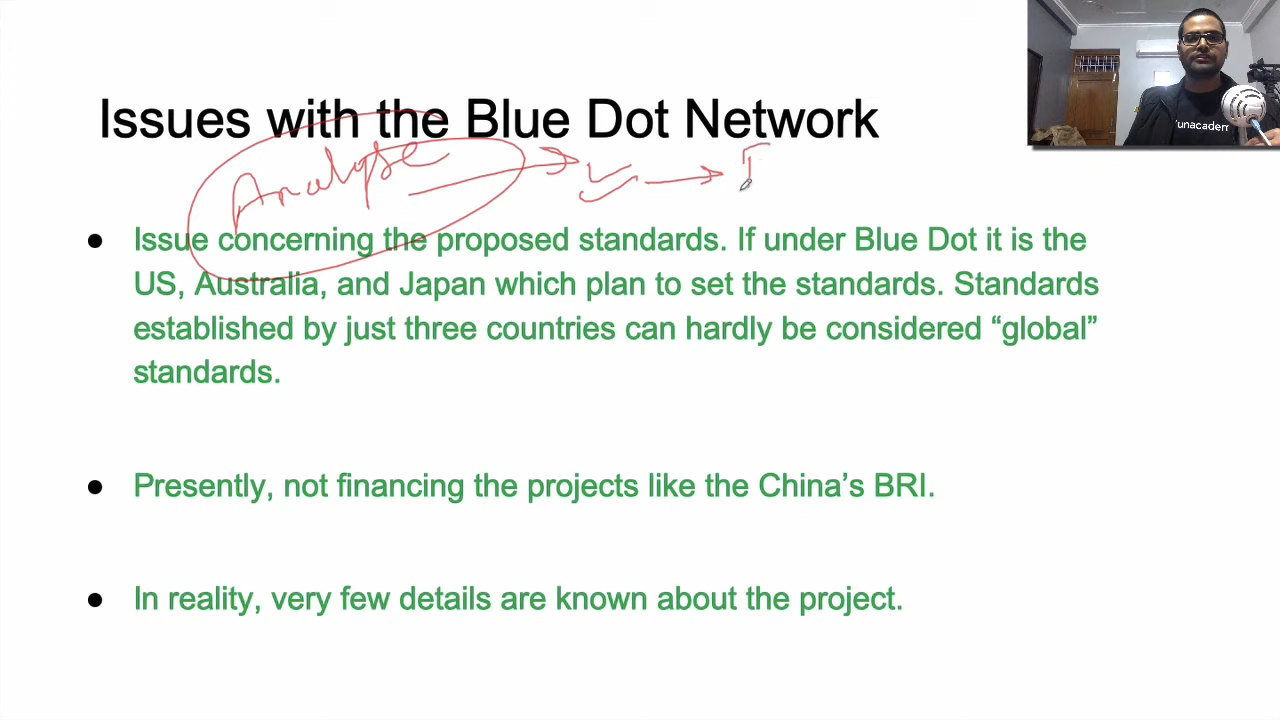 Issues with the Blue Dot Network
Analyse
● Issue concerning the proposed standards. If under Blue Dot it is the
US, Australia, and Japan which plan to set the standards. Standards
established by just three countries can hardly be considered “global”
standards.
● Presently, not financing the projects like the China’s BRI.
● In reality, very few details are known about the project.
unacadem